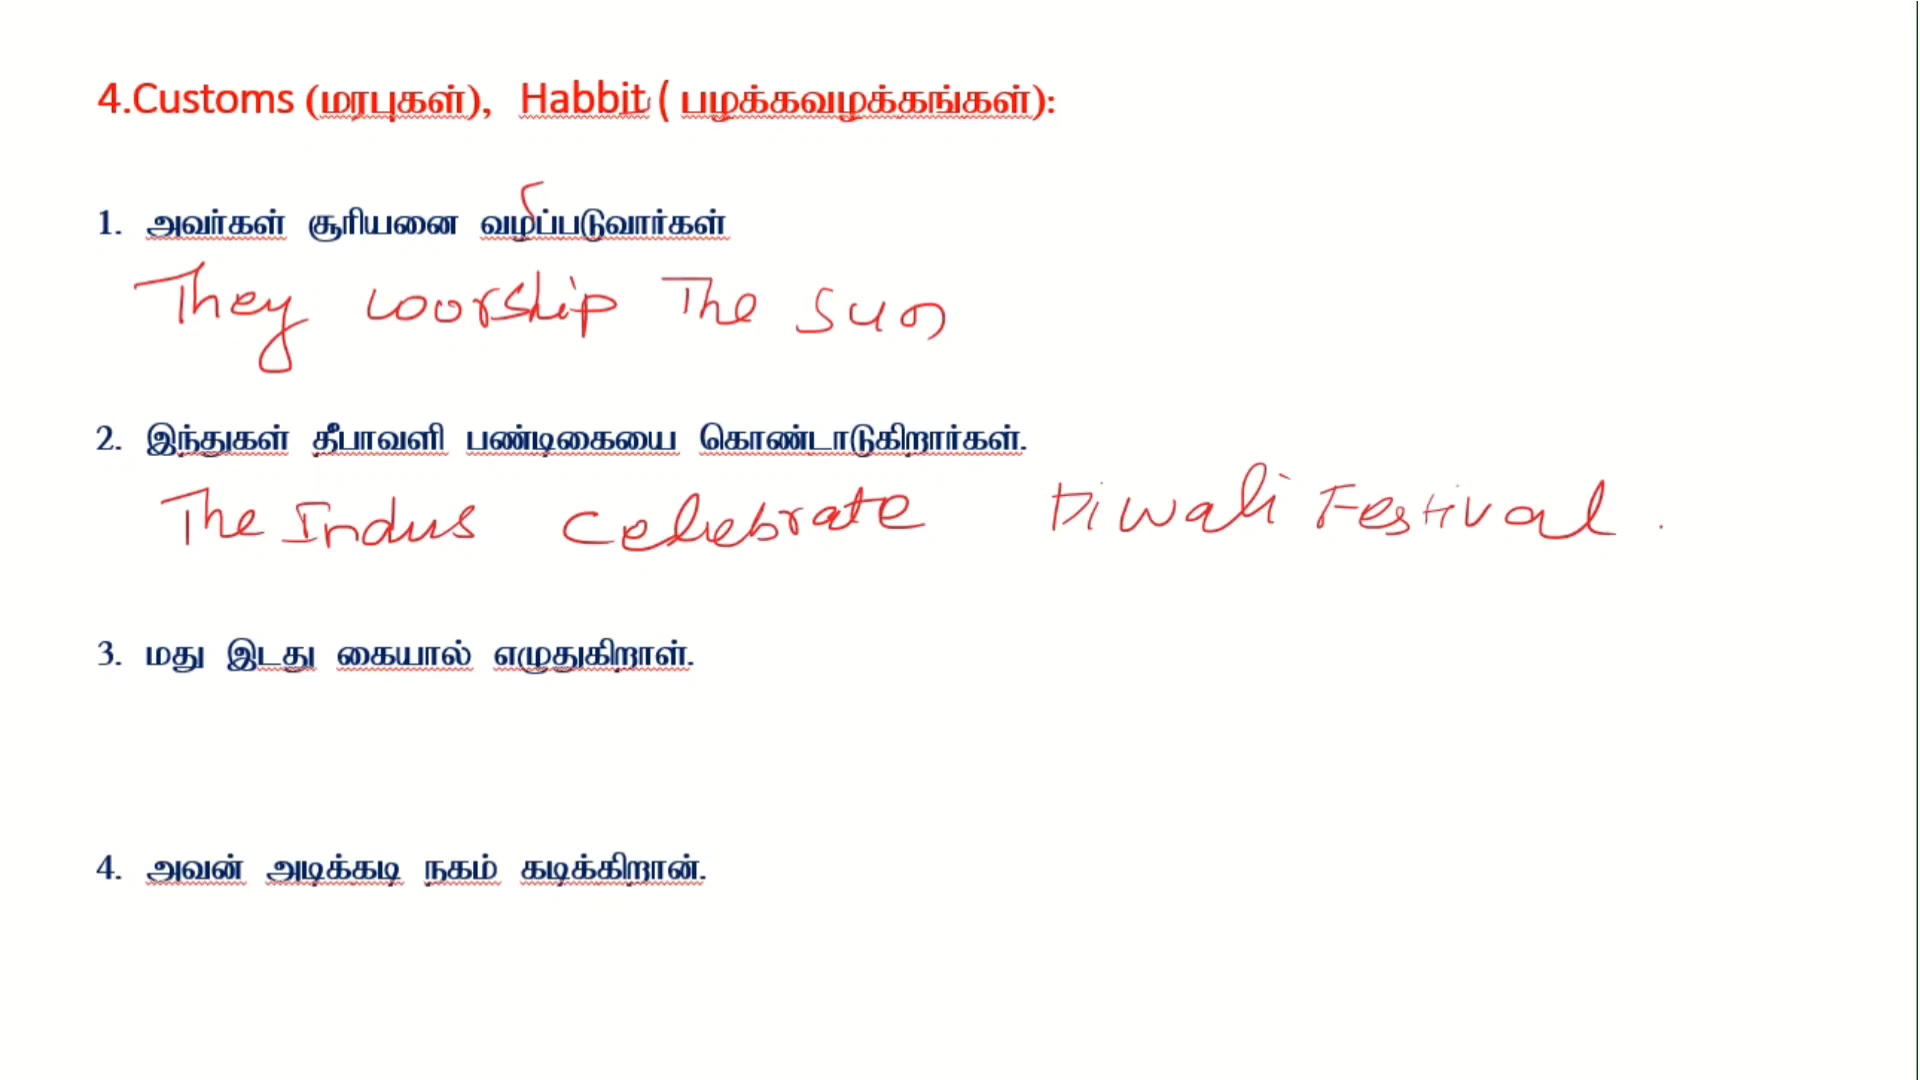 4.Customs (மரபுகள்), Habbit ( பழக்கவழக்கங்கள்):
1. அவர்கள் சூரியனை வழிப்படுவார்கள்
They worship The Sun
2. இந்துகள் தீபாவளி பண்டிகையை கொண்டாடுகிறார்கள்.
The Indus celebrate Diwali Festival .
3. மது இடது கையால் எழுதுகிறாள்.
4. அவன் அடிக்கடி நகம் கடிக்கிறான்.